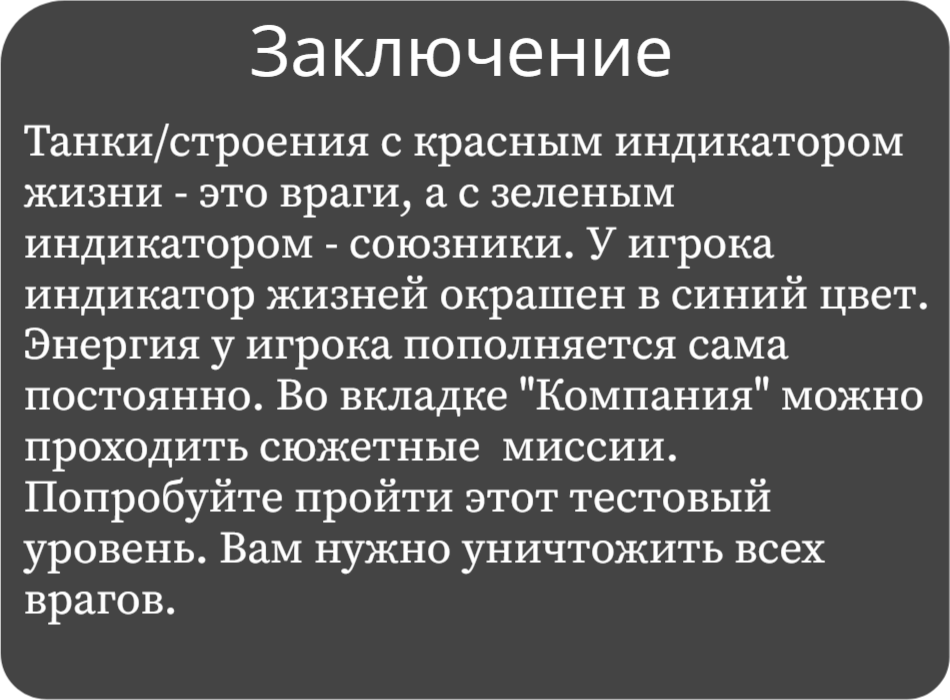 Заключение
Танки/строения с красным индикатором
жизни - это враги, а с зеленым
индикатором - союзники. У игрока
индикатор жизней окрашен в синий цвет.
Энергия у игрока пополняется сама
постоянно. Во вкладке "Компания" можно
проходить сюжетные  миссии.
Попробуйте пройти этот тестовый
уровень. Вам нужно уничтожить всех
врагов.